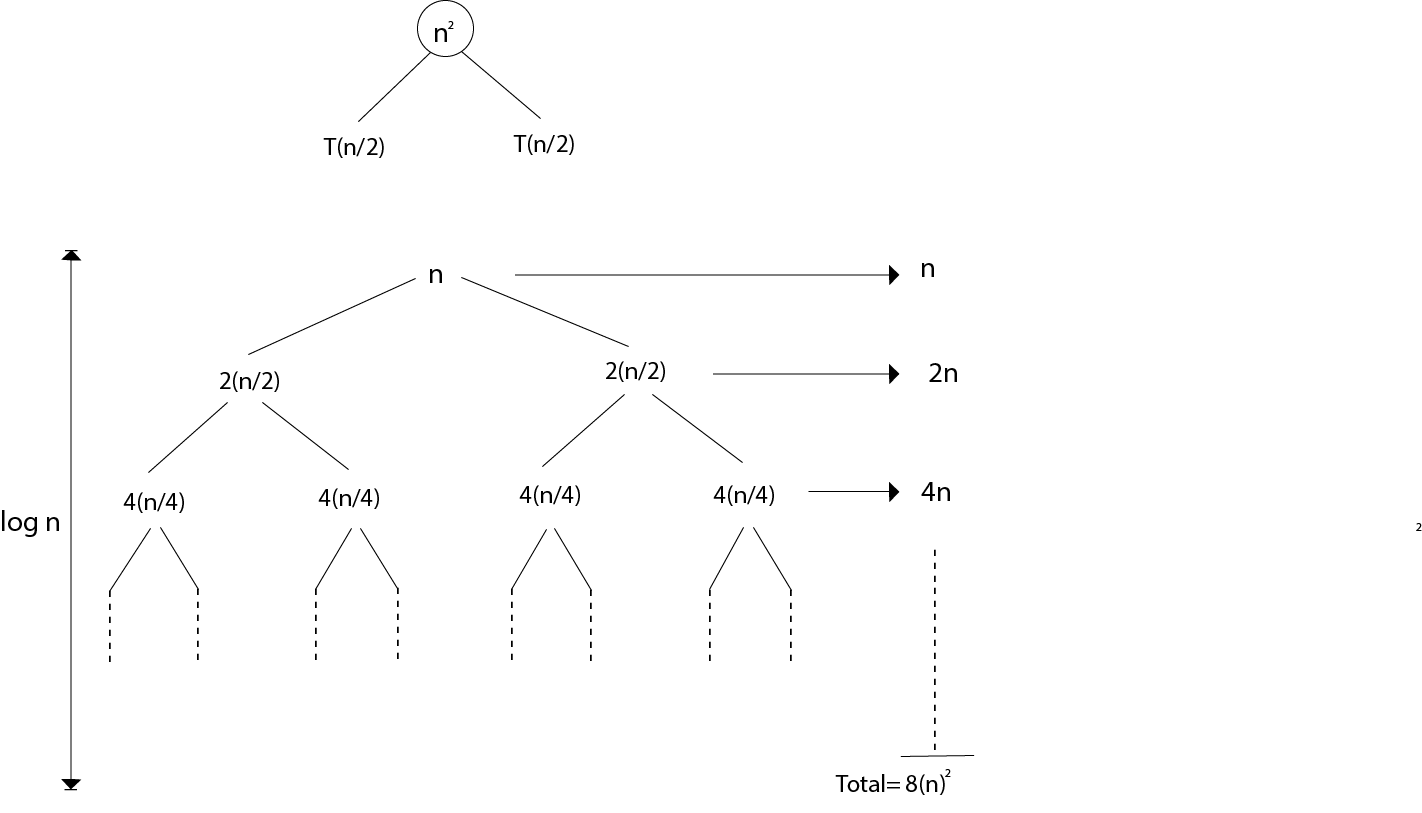 n²
T(n/2) T(n/2)
n n
2(n/2) 2(n/2) 2n
4(n/4) 4(n/4) 4(n/4) 4(n/4) 4n
log n
2
Total= 8(n)²